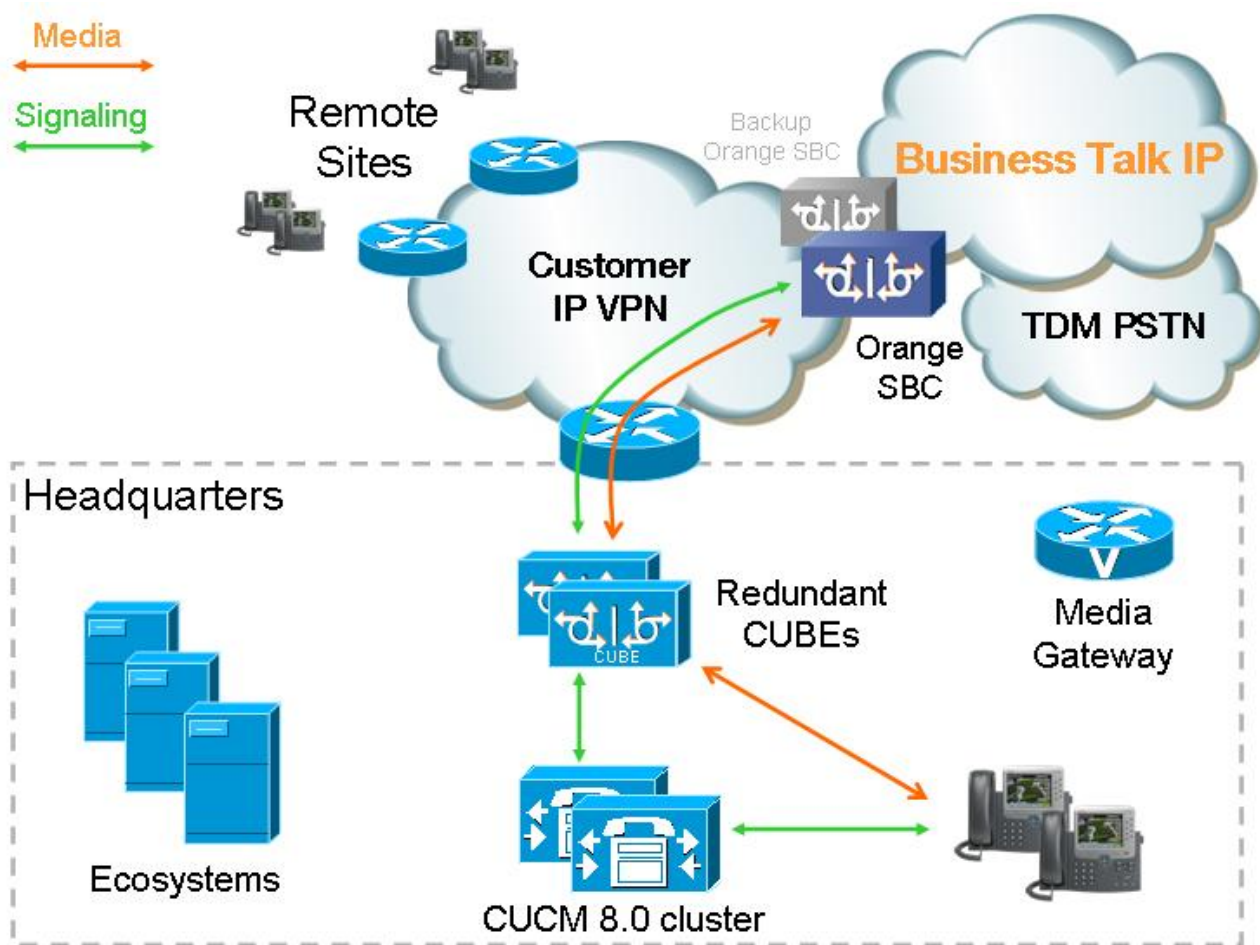 Media
Signaling
Remote
Sites
Backup
Orange SBC
Business Talk IP
Customer
IP VPN
TDM PSTN
Orange
SBC
Headquarters
Redundant
CUBEs
CUBE
V
Media
Gateway
Ecosystems
CUCM 8.0 cluster